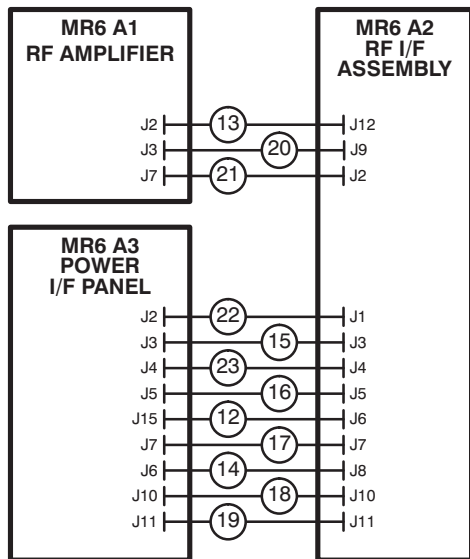 MR6 A1
RF AMPLIFIER
MR6 A2
RF I/F
ASSEMBLY
J2 13 J12
J3 20 J9
J7 21 J2
MR6 A3
POWER
I/F PANEL
J2 22 J1
J3 15 J3
J4 23 J4
J5 16 J5
J15 12 J6
J7 17 J7
J6 14 J8
J10 18 J10
J11 19 J11